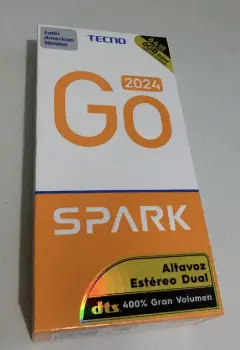 Latin
American
Version
TECNO
Go
2024
SPARK
Altavoz
Estéreo Dual
dts 400% Gran Volumen